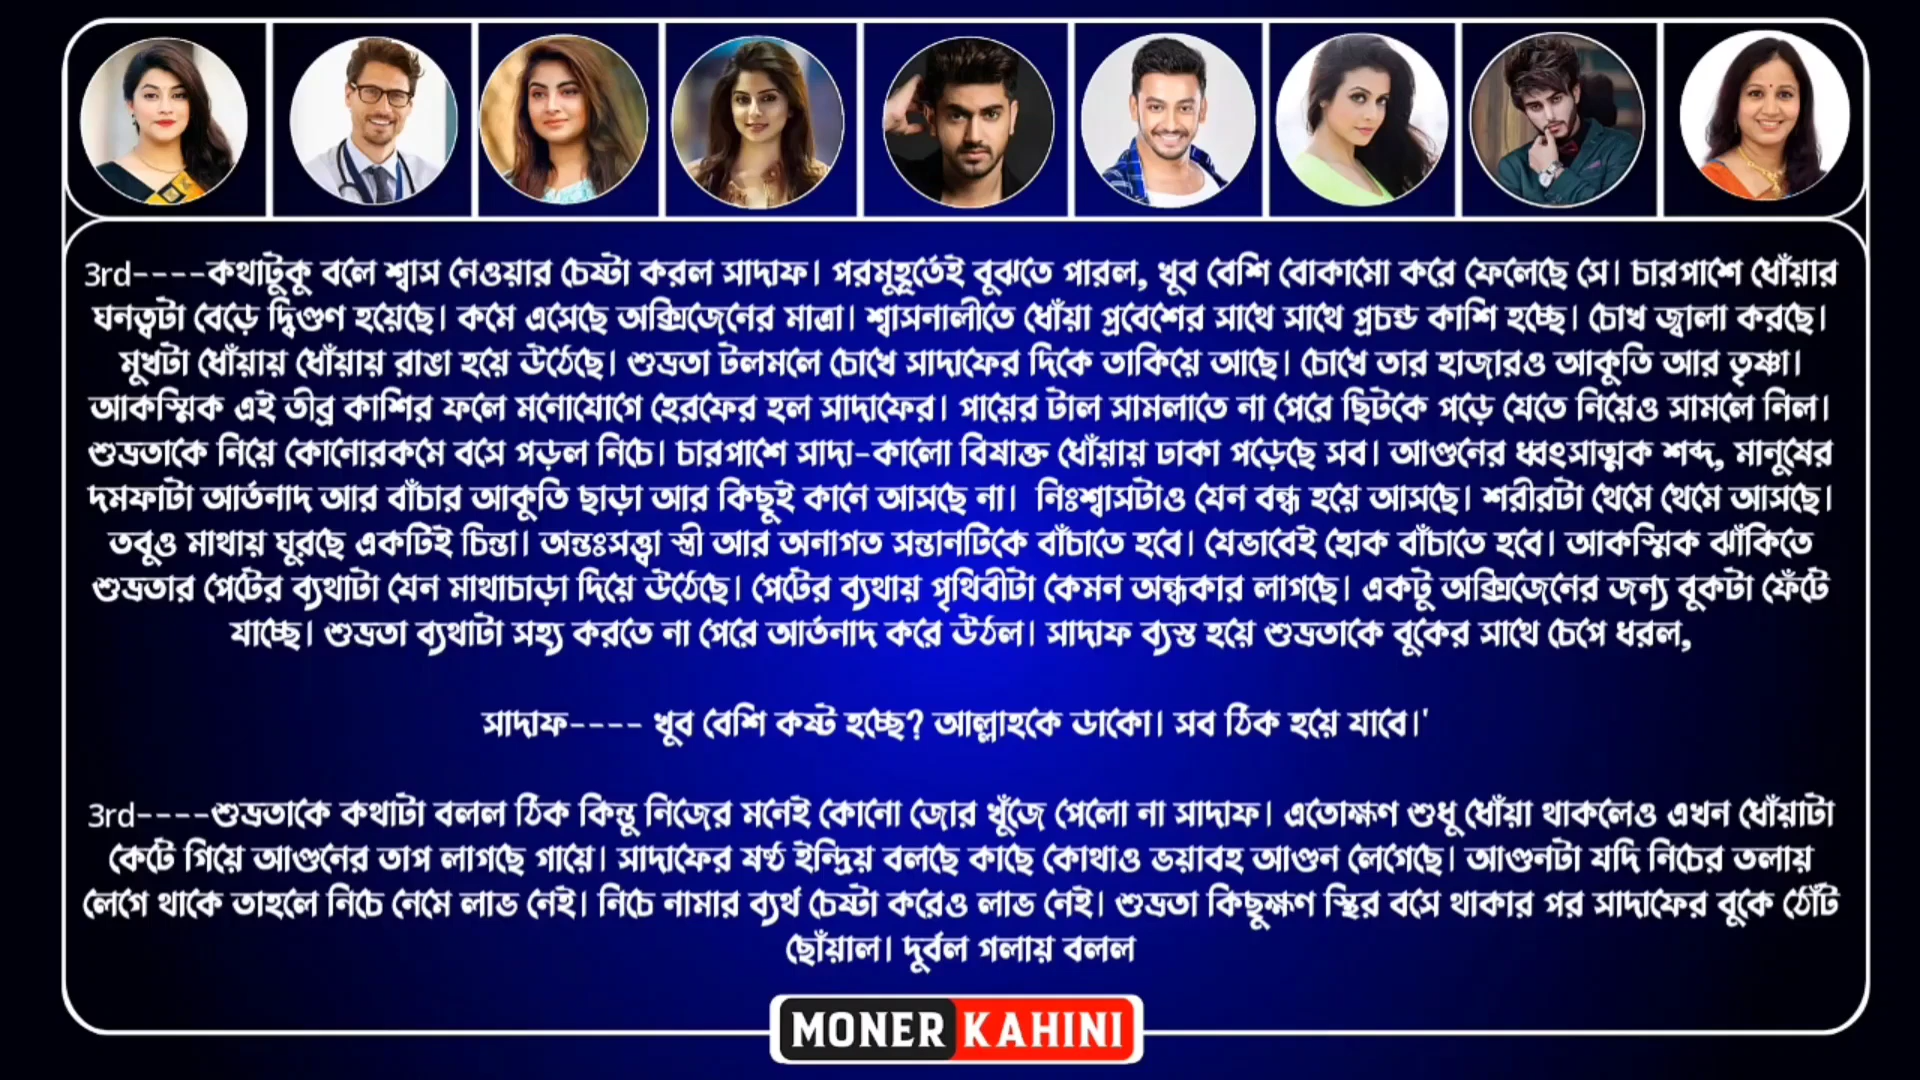 3rd----কথাটুকু বলে শ্বাস নেওয়ার চেষ্টা করল সাদাফ। পরমুহূর্তেই বুঝতে পারল, খুব বেশি বোকামো করে ফেলেছে সে। চারপাশে ধোঁয়ার
ঘনত্বটা বেড়ে দ্বিগুণ হয়েছে। কমে এসেছে অক্সিজেনের মাত্রা। শ্বাসনালীতে ধোঁয়া প্রবেশের সাথে সাথে প্রচন্ড কাশি হচ্ছে। চোখ জ্বালা করছে।
মুখটা ধোঁয়ায় ধোঁয়ায় রাঙা হয়ে উঠেছে। শুভ্রতা টলমলে চোখে সাদাফের দিকে তাকিয়ে আছে। চোখে তার হাজারও আকুতি আর তৃষ্ণা।
আকস্মিক এই তীব্র কাশির ফলে মনোযোগে হেরফের হল সাদাফের। পায়ের টাল সামলাতে না পেরে ছিটকে পড়ে যেতে নিয়েও সামলে নিল।
শুভ্রতাকে নিয়ে কোনোরকমে বসে পড়ল নিচে। চারপাশে সাদা-কালো বিষাক্ত ধোঁয়ায় ঢাকা পড়েছে সব। আগুনের ধ্বংসাত্মক শব্দ, মানুষের
দমফাটা আর্তনাদ আর বাঁচার আকুতি ছাড়া আর কিছুই কানে আসছে না। নিঃশ্বাসটাও যেন বন্ধ হয়ে আসছে। শরীরটা থেমে থেমে আসছে।
তবুও মাথায় ঘুরছে একটিই চিন্তা। অন্তঃসত্ত্বা স্ত্রী আর অনাগত সন্তানটিকে বাঁচাতে হবে। যেভাবেই হোক বাঁচাতে হবে। আকস্মিক ঝাঁকিতে
শুভ্রতার পেটের ব্যথাটা যেন মাথাচাড়া দিয়ে উঠেছে। পেটের ব্যথায় পৃথিবীটা কেমন অন্ধকার লাগছে। একটু অক্সিজেনের জন্য বুকটা ফেঁটে
যাচ্ছে। শুভ্রতা ব্যথাটা সহ্য করতে না পেরে আর্তনাদ করে উঠল। সাদাফ ব্যস্ত হয়ে শুভ্রতাকে বুকের সাথে চেপে ধরল,
সাদাফ---- খুব বেশি কষ্ট হচ্ছে? আল্লাহকে ডাকো। সব ঠিক হয়ে যাবে।'
3rd----শুভ্রতাকে কথাটা বলল ঠিক কিন্তু নিজের মনেই কোনো জোর খুঁজে পেলো না সাদাফ। এতোক্ষণ শুধু ধোঁয়া থাকলেও এখন ধোঁয়াটা
কেটে গিয়ে আগুনের তাপ লাগছে গায়ে। সাদাফের ষষ্ঠ ইন্দ্রিয় বলছে কাছে কোথাও ভয়াবহ আগুন লেগেছে। আগুনটা যদি নিচের তলায়
লেগে থাকে তাহলে নিচে নেমে লাভ নেই। নিচে নামার ব্যর্থ চেষ্টা করেও লাভ নেই। শুভ্রতা কিছুক্ষণ স্থির বসে থাকার পর সাদাফের বুকে ঠোঁট
ছোঁয়াল। দুর্বল গলায় বলল
MONER KAHINI